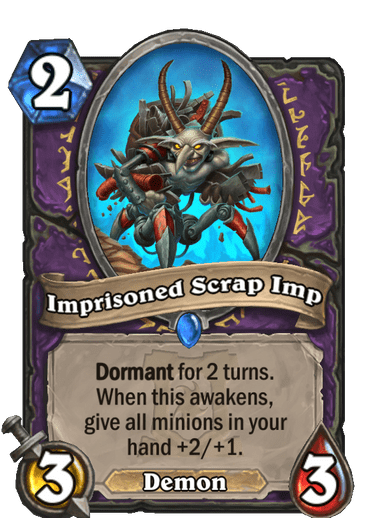 2
Imprisoned Scrap Imp
Dormant for 2 turns.
When this awakens,
give all minions in your
hand +2/+1.
3
Demon
3